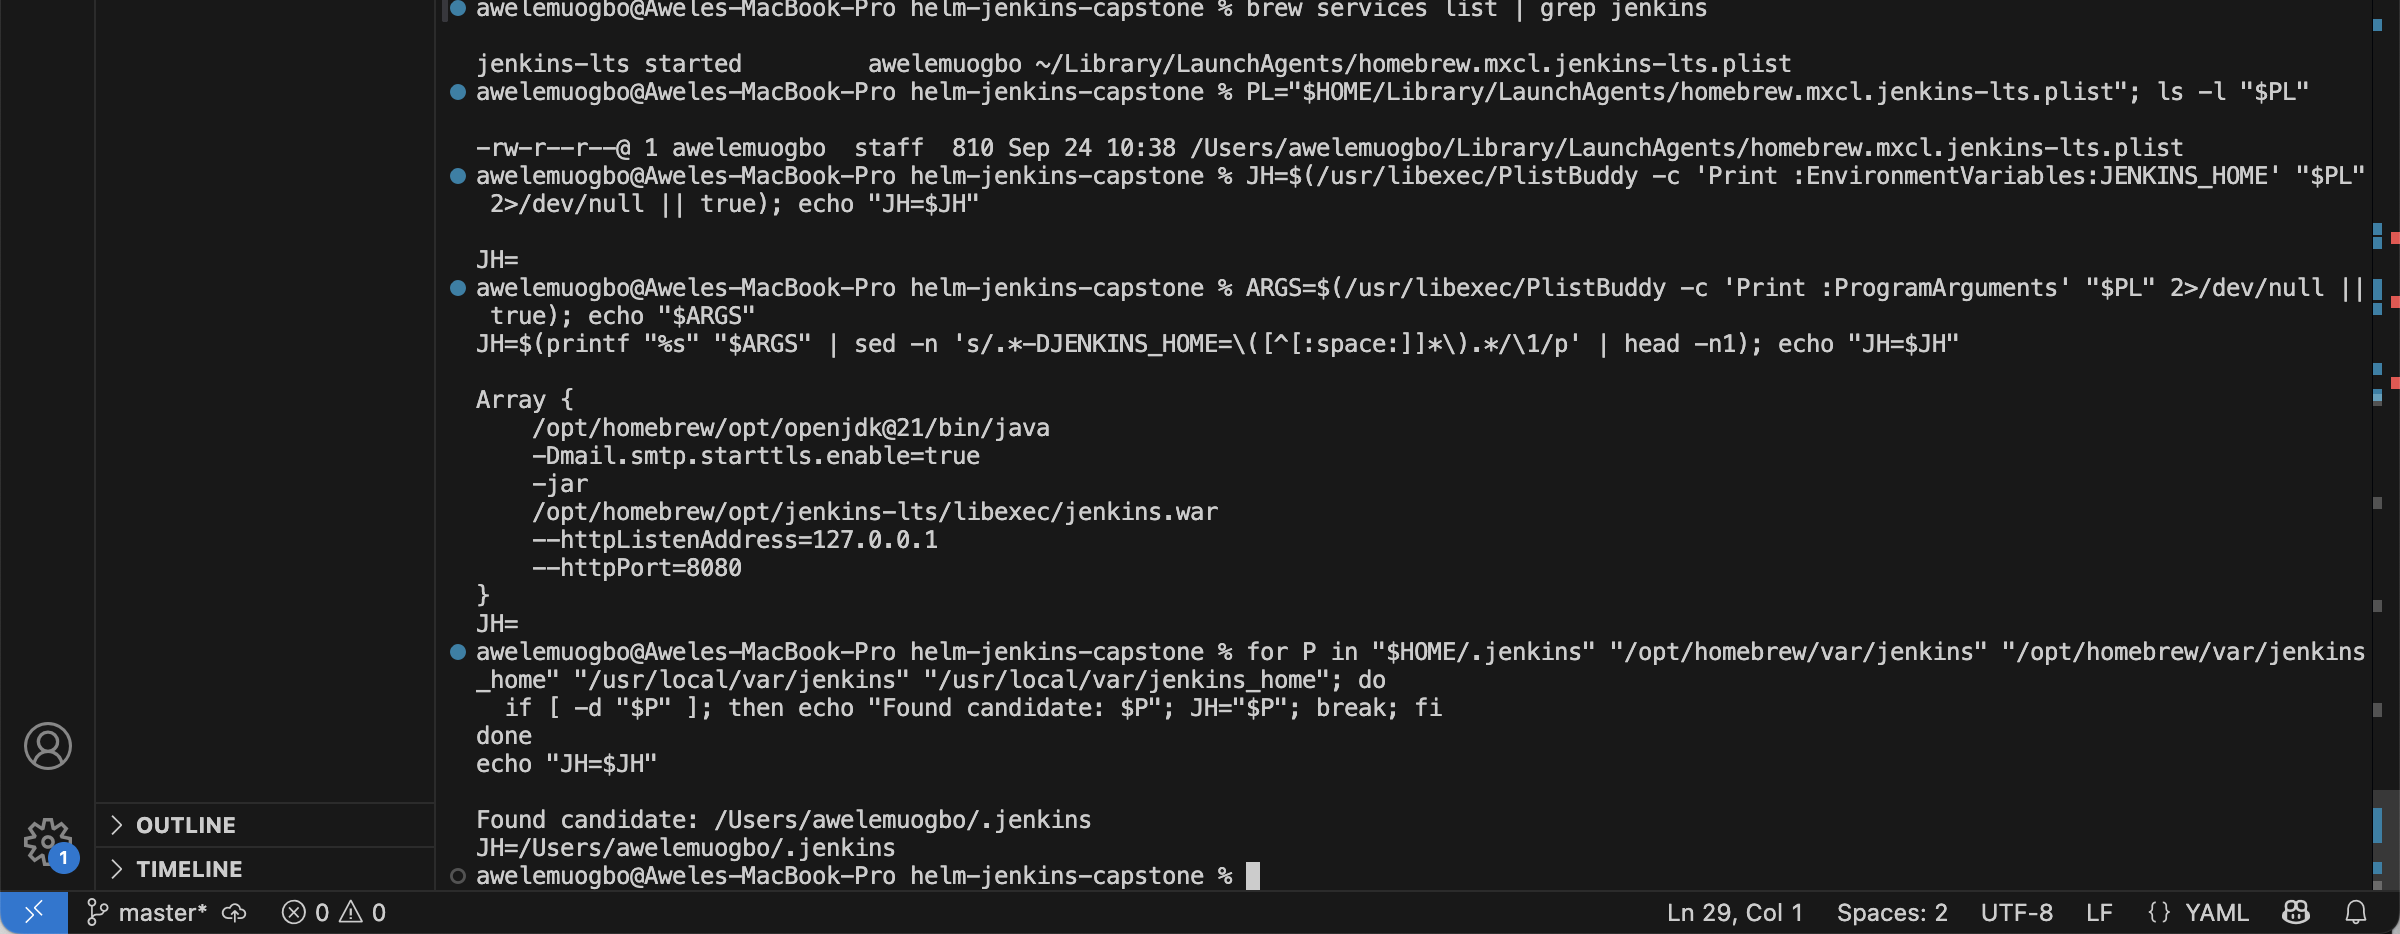 awelemuogbo@Aweles-MacBook-Pro helm-jenkins-capstone % brew services list | grep jenkins
jenkins-lts started         awelemuogbo ~/Library/LaunchAgents/homebrew.mxcl.jenkins-lts.plist
awelemuogbo@Aweles-MacBook-Pro helm-jenkins-capstone % PL="$HOME/Library/LaunchAgents/homebrew.mxcl.jenkins-lts.plist"; ls -l "$PL"
-rw-r--r--@ 1 awelemuogbo  staff  810 Sep 24 10:38 /Users/awelemuogbo/Library/LaunchAgents/homebrew.mxcl.jenkins-lts.plist
awelemuogbo@Aweles-MacBook-Pro helm-jenkins-capstone % JH=$(/usr/libexec/PlistBuddy -c 'Print :EnvironmentVariables:JENKINS_HOME' "$PL"
 2>/dev/null || true); echo "JH=$JH"
JH=
awelemuogbo@Aweles-MacBook-Pro helm-jenkins-capstone % ARGS=$(/usr/libexec/PlistBuddy -c 'Print :ProgramArguments' "$PL" 2>/dev/null ||
 true); echo "$ARGS"
JH=$(printf "%s" "$ARGS" | sed -n 's/.*-DJENKINS_HOME=\([^[:space:]]*\).*/\1/p' | head -n1); echo "JH=$JH"
Array {
    /opt/homebrew/opt/openjdk@21/bin/java
    -Dmail.smtp.starttls.enable=true
    -jar
    /opt/homebrew/opt/jenkins-lts/libexec/jenkins.war
    --httpListenAddress=127.0.0.1
    --httpPort=8080
}
JH=
awelemuogbo@Aweles-MacBook-Pro helm-jenkins-capstone % for P in "$HOME/.jenkins" "/opt/homebrew/var/jenkins" "/opt/homebrew/var/jenkins
_home" "/usr/local/var/jenkins" "/usr/local/var/jenkins_home"; do
  if [ -d "$P" ]; then echo "Found candidate: $P"; JH="$P"; break; fi
done
echo "JH=$JH"
Found candidate: /Users/awelemuogbo/.jenkins
JH=/Users/awelemuogbo/.jenkins
awelemuogbo@Aweles-MacBook-Pro helm-jenkins-capstone %
OUTLINE
1
TIMELINE
master* 0 0 Ln 29, Col 1 Spaces: 2 UTF-8 LF {} YAML